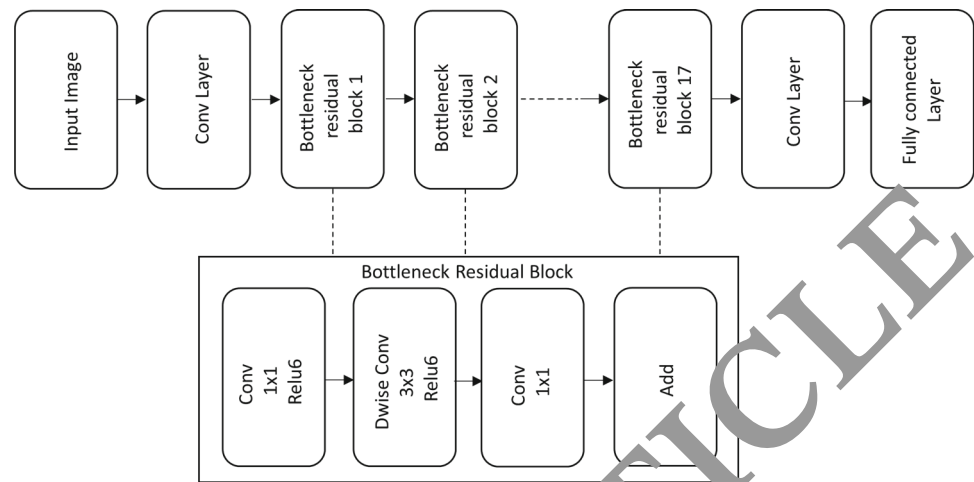 Input Image
Conv Layer
Bottleneck
residual
block 1
Bottleneck
residual
block 2
Bottleneck
residual
block 17
Conv Layer
Fully connected
Layer
Bottleneck Residual Block
Conv
1x1
Relu6
Dwise Conv
3x3
Relu6
Conv
1x1
Add
TICLE